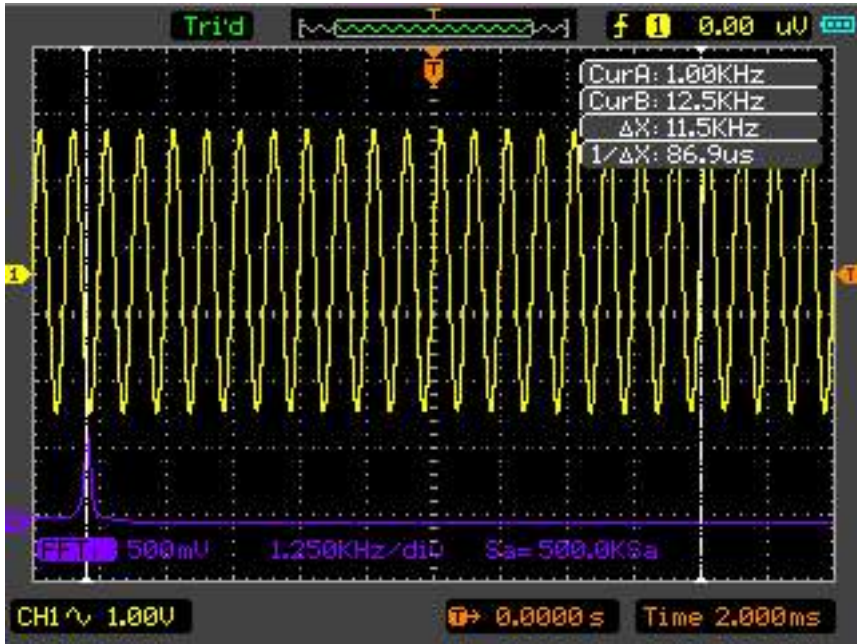 Tri'd T 1 0.00 uV
T
CurA: 1.00KHz
CurB: 12.5KHz
ΔX: 11.5KHz
1/ΔX: 86.9us
1 T
FFT 500mV 1.250KHz/div Sa=500.0KSa
CH1 1.00V T→ 0.0000s Time 2.000ms